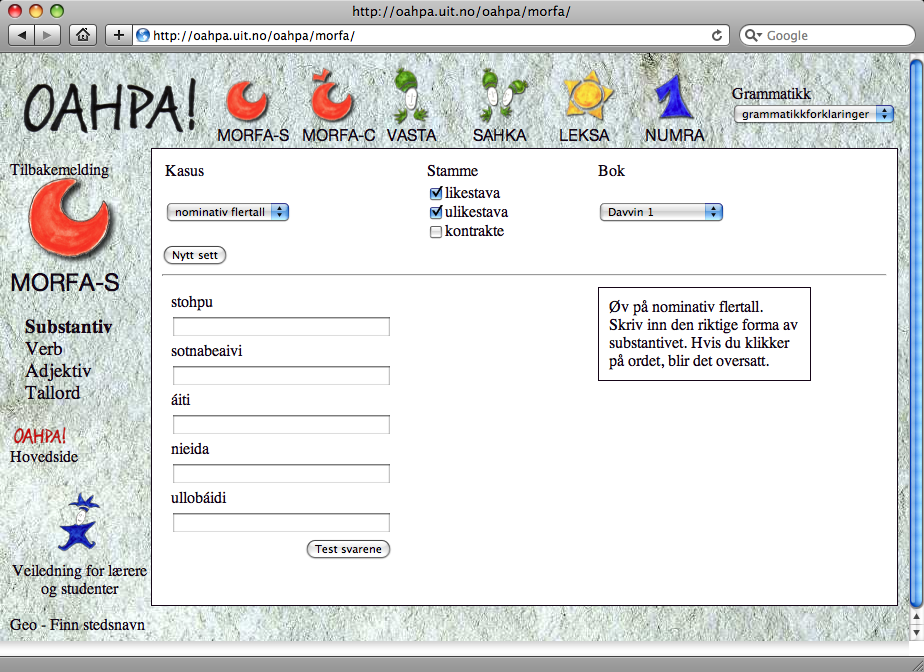 http://oahpa.uit.no/oahpa/morfa/
http://oahpa.uit.no/oahpa/morfa/
Google
OAHPA!
MORFA-S
MORFA-C
VASTA
SAHKA
LEKSA
NUMRA
Grammatikk
grammatikkforklaringer
Tilbakemelding
MORFA-S
Substantiv
Verb
Adjektiv
Tallord
OAHPA!
Hovedside
Veiledning for lærere
og studenter
Geo - Finn stedsnavn
Kasus
nominativ flertall
Nytt sett
Stamme
likestava
ulikestava
kontrakte
Bok
Davvin 1
stohpu
sotnabeaivi
áiti
nieida
ullobáidi
Test svarene
Øv på nominativ flertall.
Skriv inn den riktige forma av
substantivet. Hvis du klikker
på ordet, blir det oversatt.